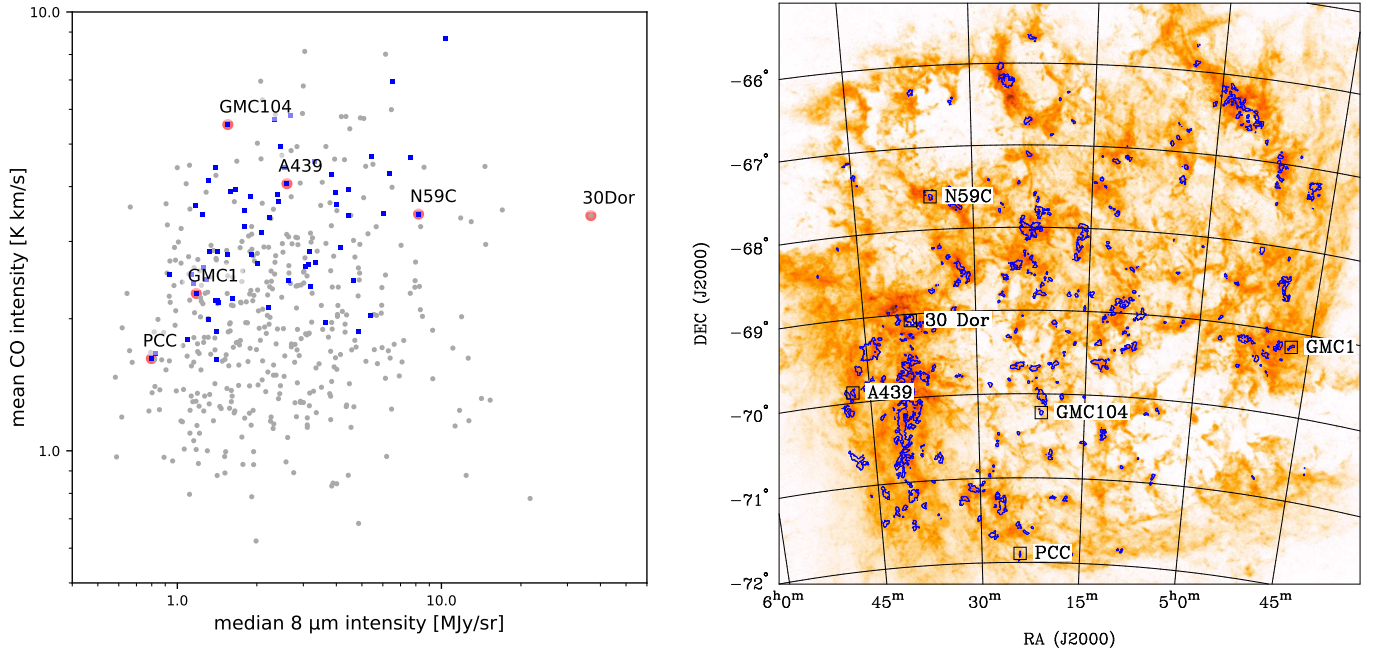 10.0
1.0
1.0
10.0
mean CO intensity [K km/s]
median 8 μm intensity [MJy/sr]
GMC104
A439
N59C
30Dor
GMC1
PCC
−66°
−67°
−68°
−69°
−70°
−71°
−72°
DEC (J2000)
N59C
30 Dor
GMC1
A439
GMC104
PCC
6ʰ0ᵐ
45ᵐ
30ᵐ
15ᵐ
5ʰ0ᵐ
45ᵐ
RA (J2000)